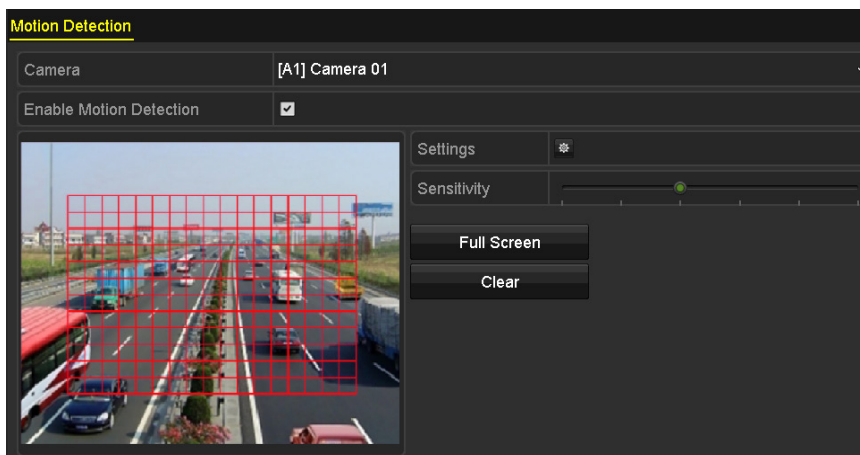 Motion Detection
Camera [A1] Camera 01
Enable Motion Detection
Settings
Sensitivity
Full Screen
Clear